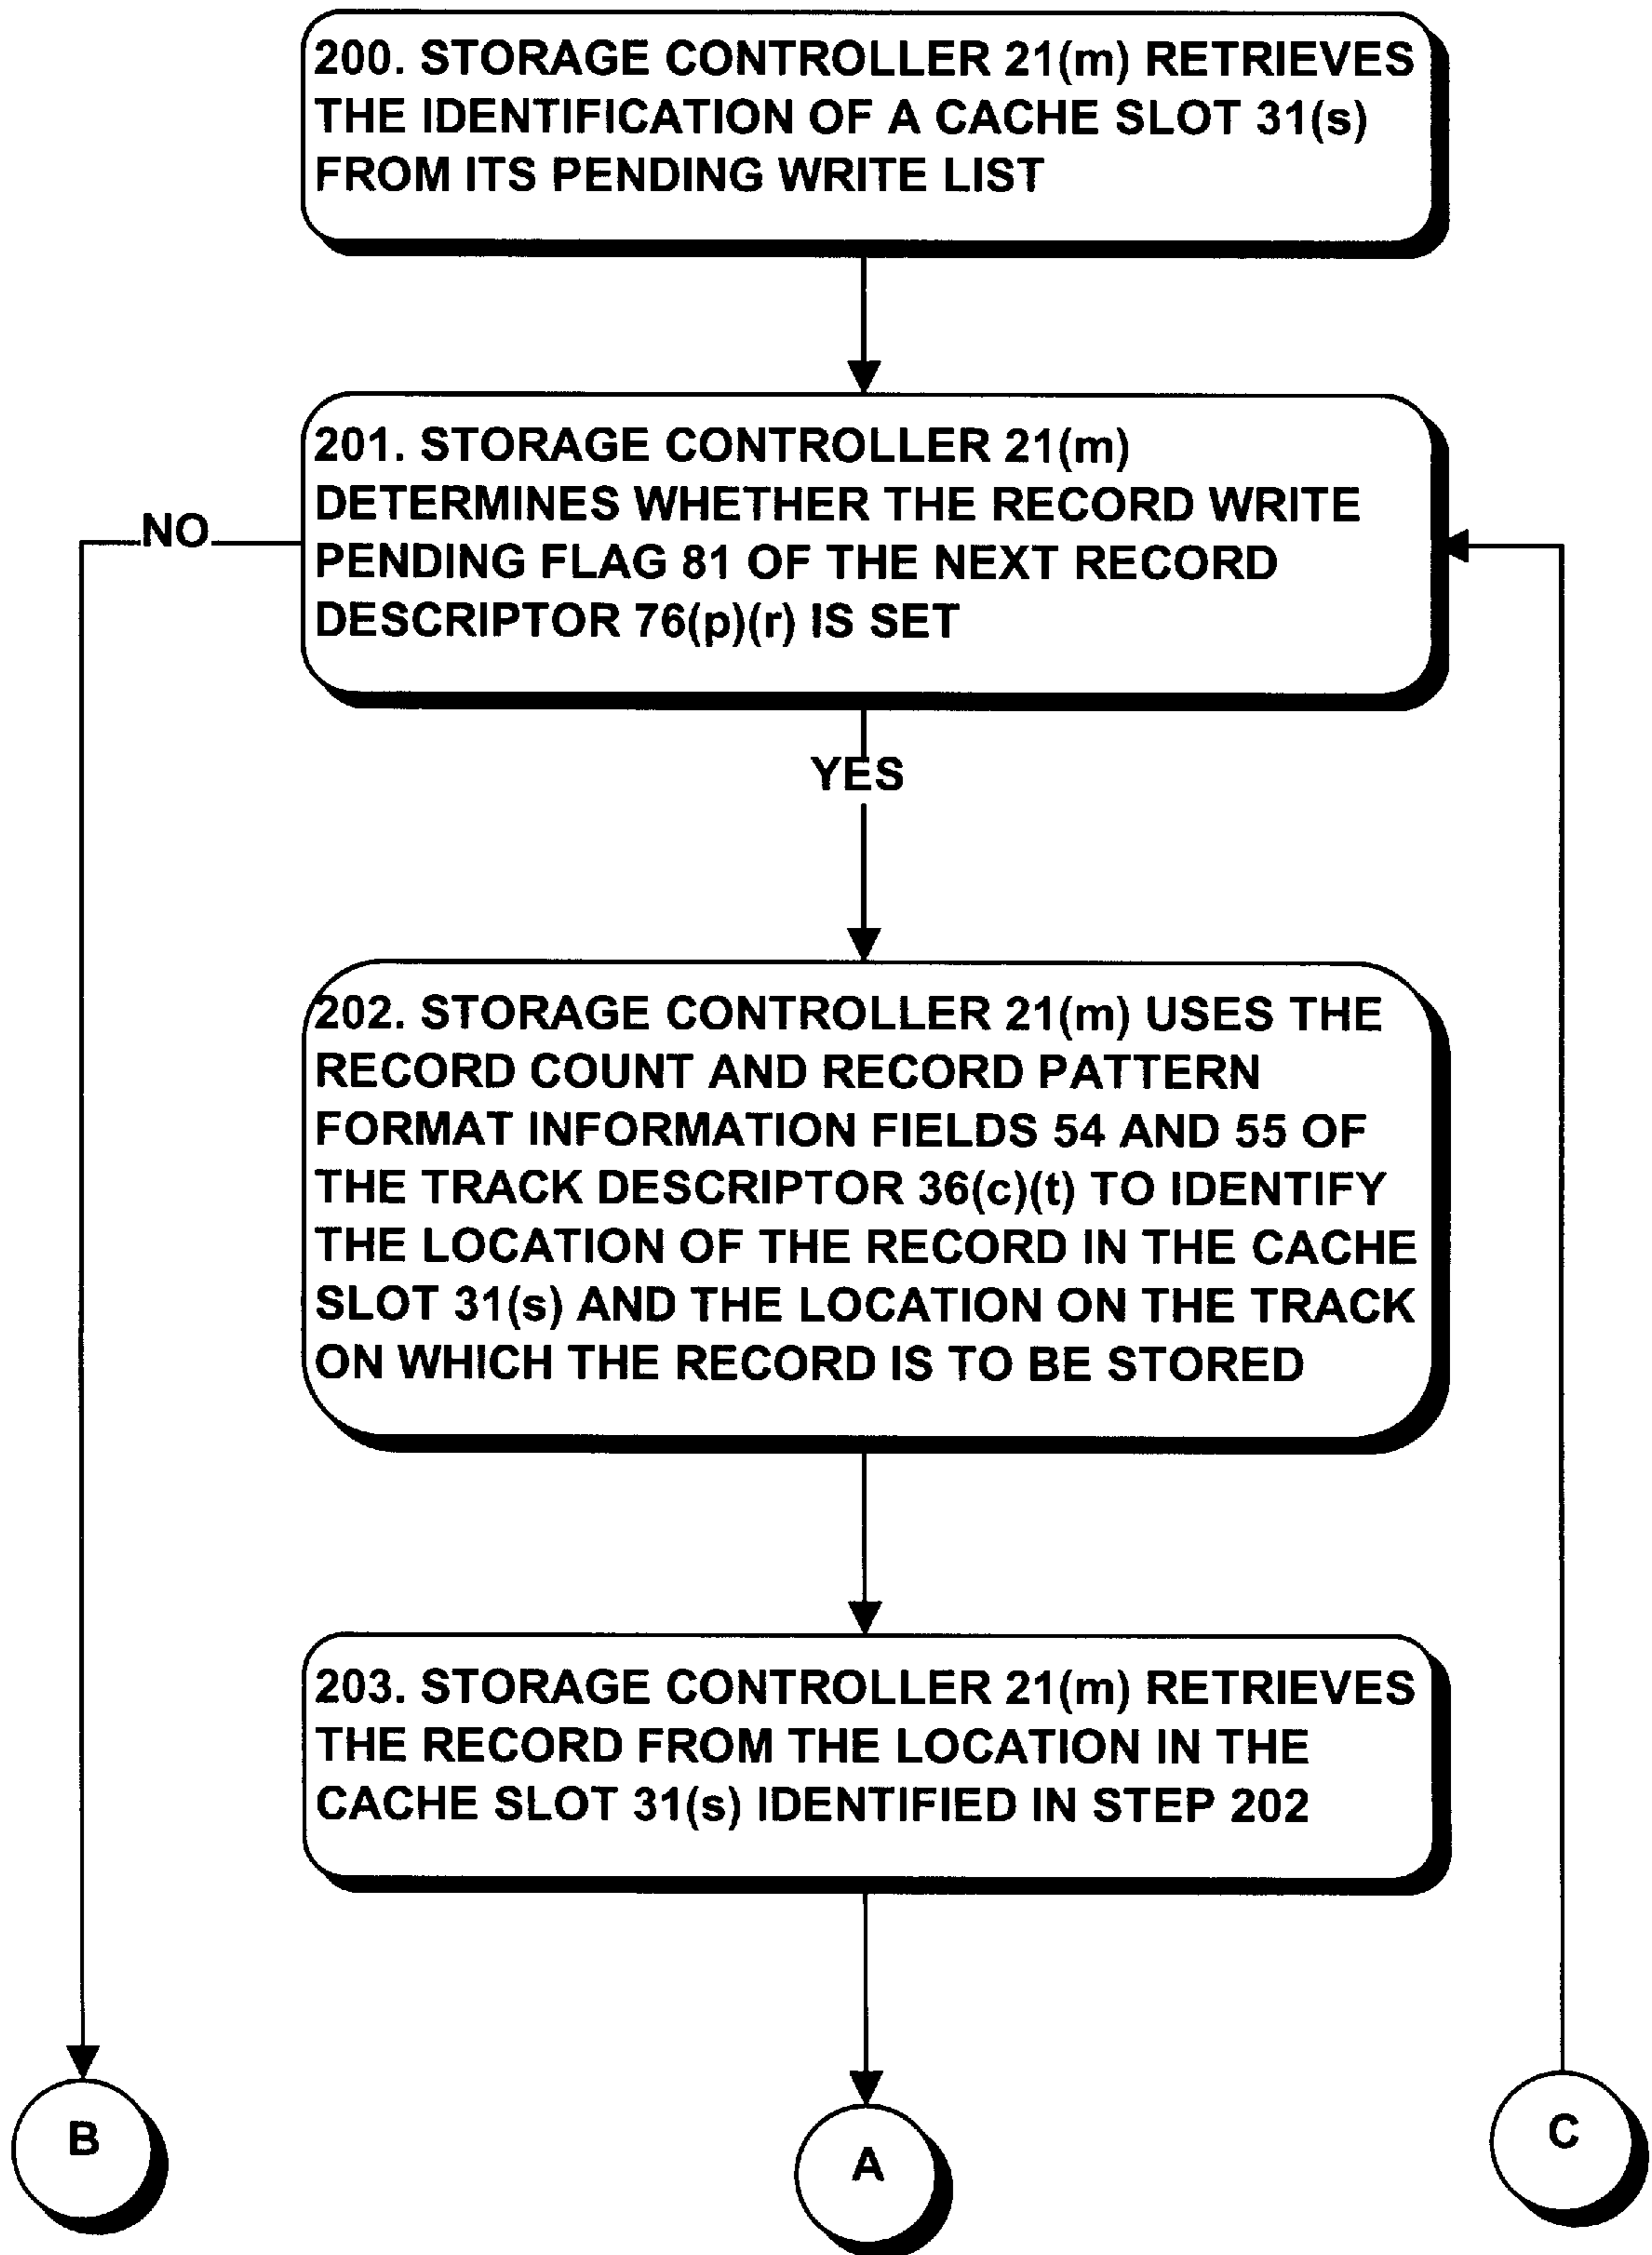 200. STORAGE CONTROLLER 21(m) RETRIEVES
THE IDENTIFICATION OF A CACHE SLOT 31(s)
FROM ITS PENDING WRITE LIST
201. STORAGE CONTROLLER 21(m)
DETERMINES WHETHER THE RECORD WRITE
PENDING FLAG 81 OF THE NEXT RECORD
DESCRIPTOR 76(p)(r) IS SET
NO
YES
202. STORAGE CONTROLLER 21(m) USES THE
RECORD COUNT AND RECORD PATTERN
FORMAT INFORMATION FIELDS 54 AND 55 OF
THE TRACK DESCRIPTOR 36(c)(t) TO IDENTIFY
THE LOCATION OF THE RECORD IN THE CACHE
SLOT 31(s) AND THE LOCATION ON THE TRACK
ON WHICH THE RECORD IS TO BE STORED
203. STORAGE CONTROLLER 21(m) RETRIEVES
THE RECORD FROM THE LOCATION IN THE
CACHE SLOT 31(s) IDENTIFIED IN STEP 202
B
A
C